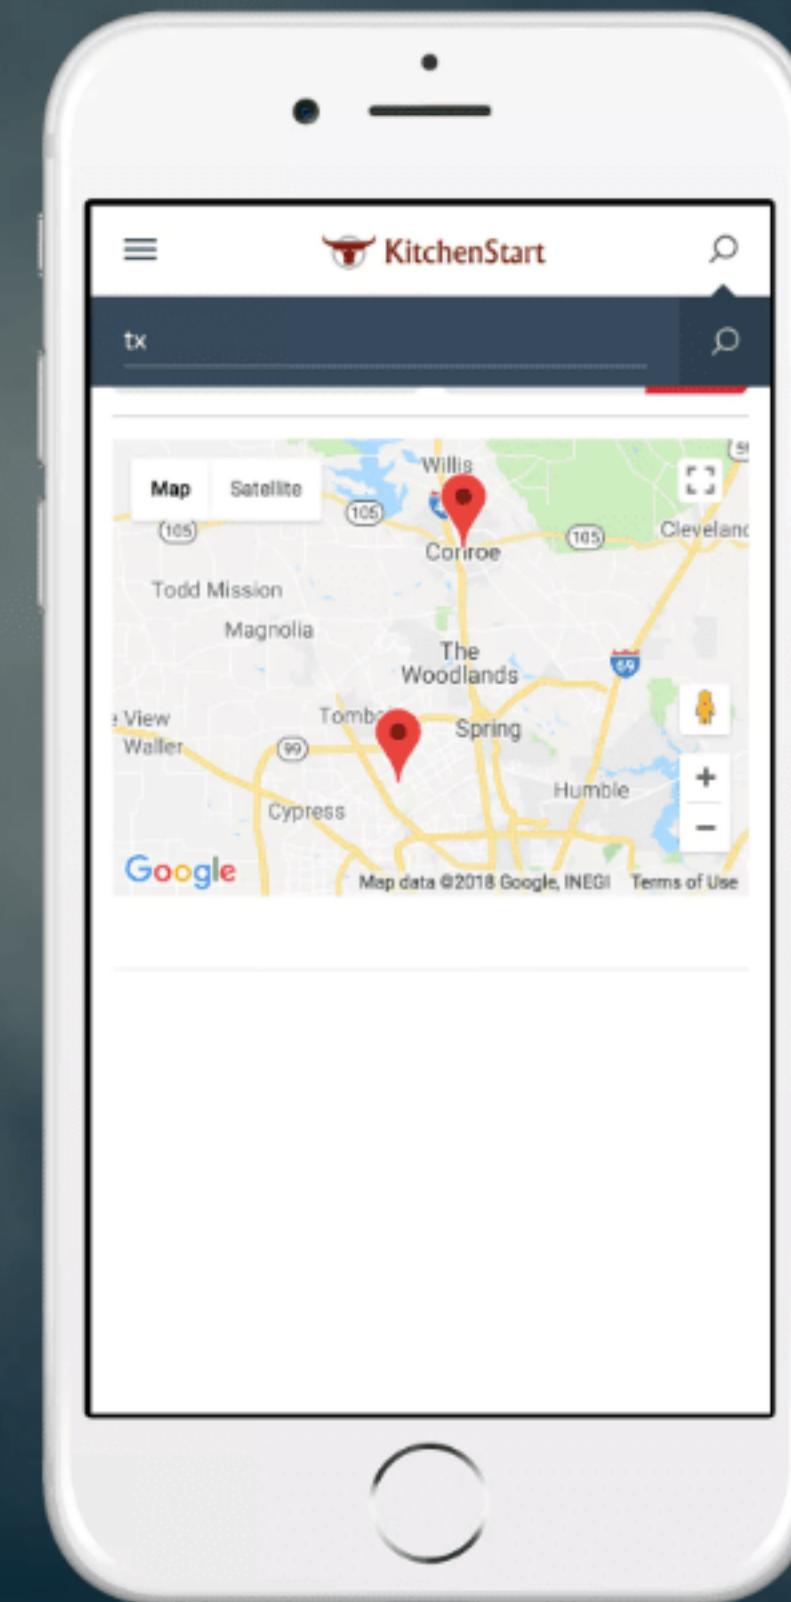 KitchenStart
tx
Map Satellite
Willis
105
105
105
Conroe
Cleveland
Todd Mission
Magnolia
The
Woodlands
69
View
Waller
Tomb
Spring
99
Humble
Cypress
Google
Map data ©2018 Google, INEGI Terms of Use